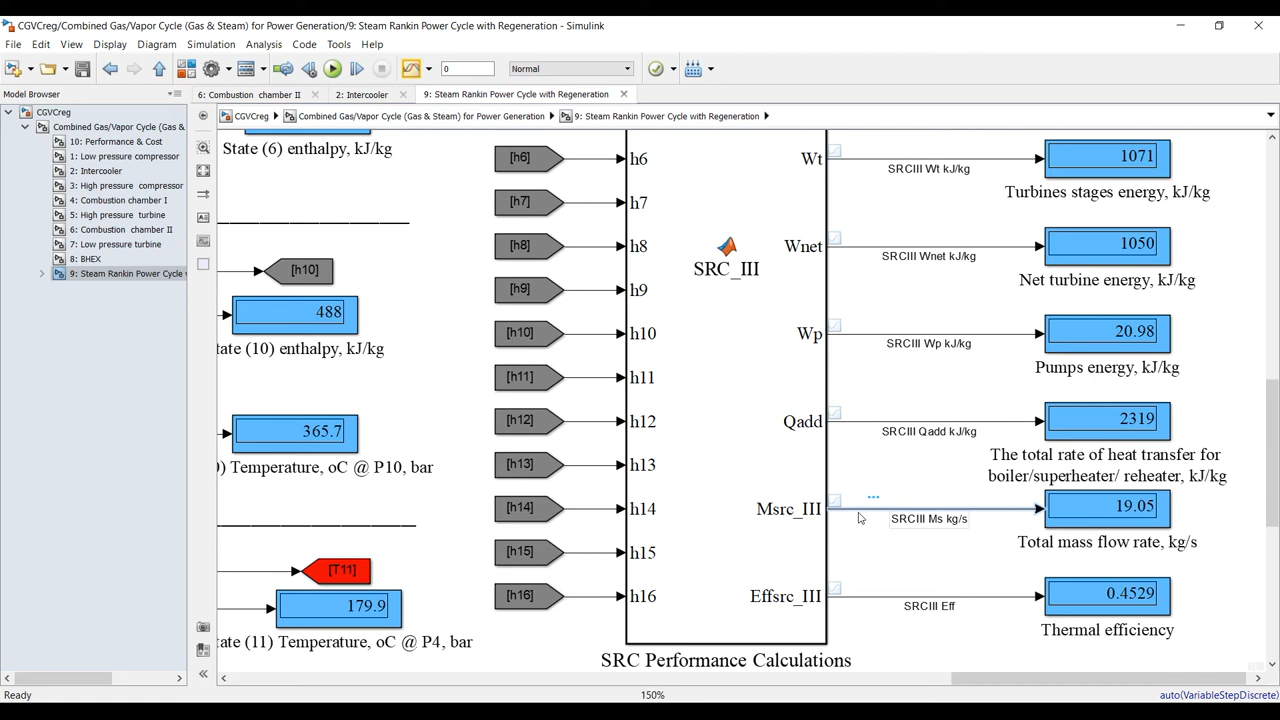 CGVCreg/Combined Gas/Vapor Cycle (Gas & Steam) for Power Generation/9: Steam Rankin Power Cycle with Regeneration - Simulink
File Edit View Display Diagram Simulation Analysis Code Tools Help
0
Normal
Model Browser
6: Combustion chamber II
2: Intercooler
9: Steam Rankin Power Cycle with Regeneration
CGVCreg
Combined Gas/Vapor Cycle (Gas & Steam) for Power Generation
9: Steam Rankin Power Cycle with Regeneration
CGVCreg
Combined Gas/Vapor Cycle (Gas &
10: Performance & Cost
1: Low pressure compressor
2: Intercooler
3: High pressure compressor
4: Combustion chamber I
5: High pressure turbine
6: Combustion chamber II
7: Low pressure turbine
8: BHEX
9: Steam Rankin Power Cycle w
State (6) enthalpy, kJ/kg
[h10]
488
tate (10) enthalpy, kJ/kg
365.7
) Temperature, oC @ P10, bar
[T11]
179.9
tate (11) Temperature, oC @ P4, bar
[h6] h6
[h7] h7
[h8] h8
[h9] h9
[h10] h10
[h11] h11
[h12] h12
[h13] h13
[h14] h14
[h15] h15
[h16] h16
SRC_III
SRC Performance Calculations
Wt
SRCIII Wt kJ/kg
1071
Turbines stages energy, kJ/kg
Wnet
SRCIII Wnet kJ/kg
1050
Net turbine energy, kJ/kg
Wp
SRCIII Wp kJ/kg
20.98
Pumps energy, kJ/kg
Qadd
SRCIII Qadd kJ/kg
2319
The total rate of heat transfer for
boiler/superheater/ reheater, kJ/kg
Msrc_III
SRCIII Ms kg/s
19.05
Total mass flow rate, kg/s
Effsrc_III
SRCIII Eff
0.4529
Thermal efficiency
Ready
150%
auto(VariableStepDiscrete)